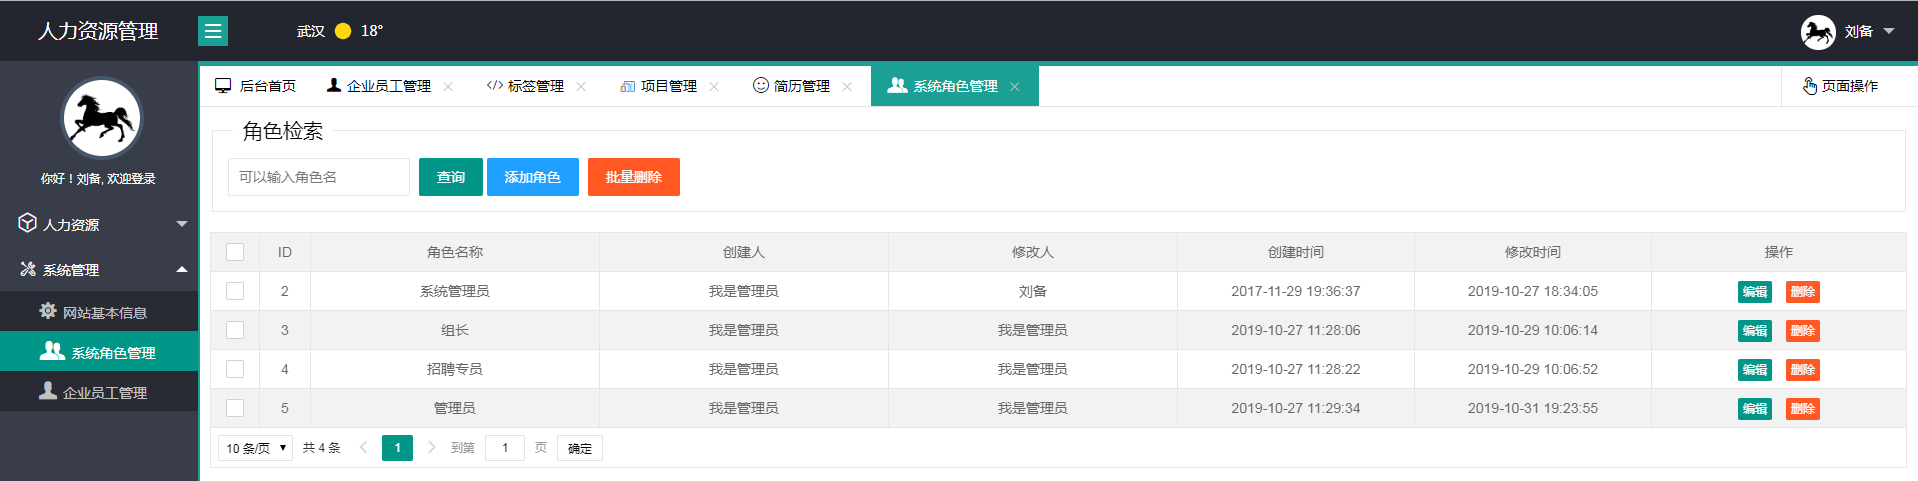 人力资源管理 武汉 18° 刘备
后台首页 企业员工管理 标签管理 项目管理 简历管理 系统角色管理 页面操作
你好！刘备, 欢迎登录
人力资源
系统管理
网站基本信息
系统角色管理
企业员工管理
角色检索
可以输入角色名 查询 添加角色 批量删除
ID 角色名称 创建人 修改人 创建时间 修改时间 操作
2 系统管理员 我是管理员 刘备 2017-11-29 19:36:37 2019-10-27 18:34:05 编辑 删除
3 组长 我是管理员 我是管理员 2019-10-27 11:28:06 2019-10-29 10:06:14 编辑 删除
4 招聘专员 我是管理员 我是管理员 2019-10-27 11:28:22 2019-10-29 10:06:52 编辑 删除
5 管理员 我是管理员 我是管理员 2019-10-27 11:29:34 2019-10-31 19:23:55 编辑 删除
10 条/页 共 4 条 1 到第 1 页 确定